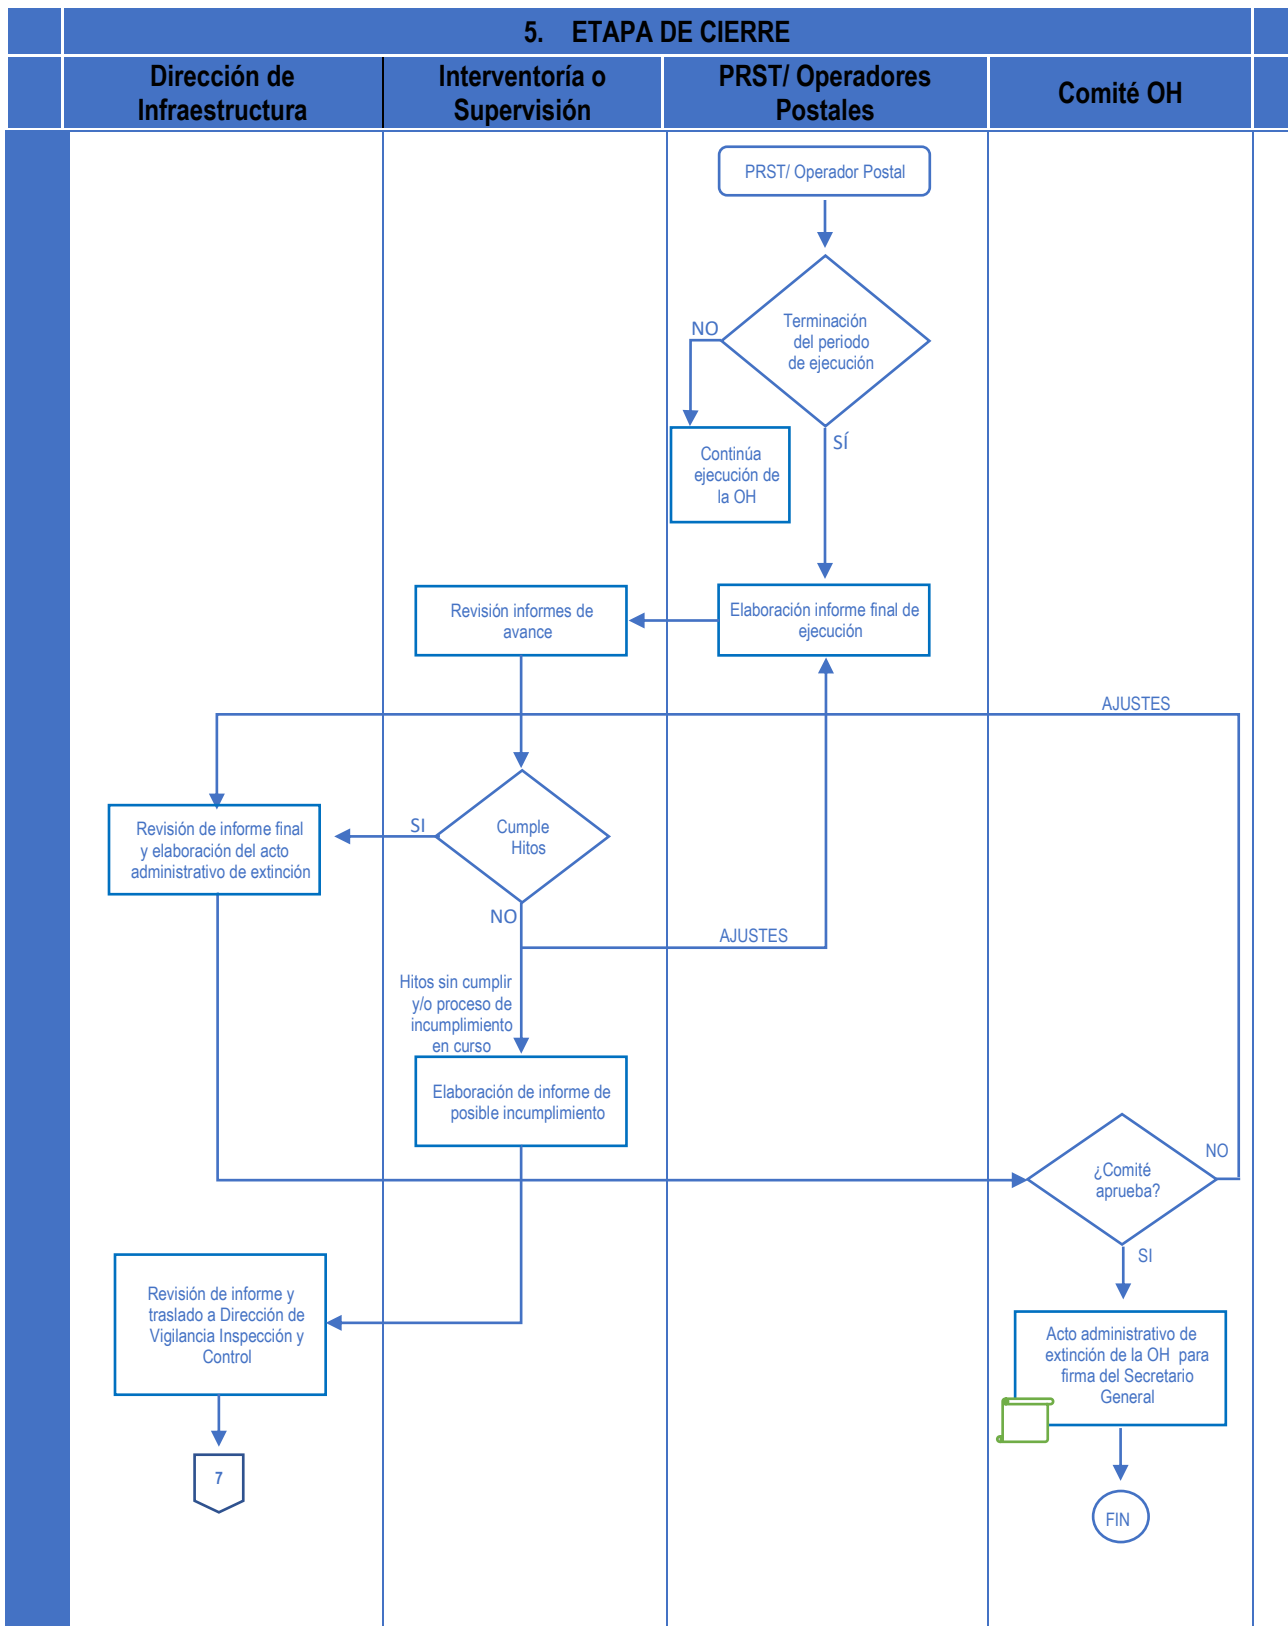 5. ETAPA DE CIERRE
Dirección de
Infraestructura
Interventoría o
Supervisión
PRST/ Operadores
Postales
Comité OH
PRST/ Operador Postal
Terminación
del periodo
de ejecución
NO
SÍ
Continúa
ejecución de
la OH
Revisión informes de
avance
Elaboración informe final de
ejecución
AJUSTES
Revisión de informe final
y elaboración del acto
administrativo de extinción
SI
Cumple
Hitos
NO
AJUSTES
Hitos sin cumplir
y/o proceso de
incumplimiento
en curso
Elaboración de informe de
posible incumplimiento
¿Comité
aprueba?
NO
SI
Revisión de informe y
traslado a Dirección de
Vigilancia Inspección y
Control
Acto administrativo de
extinción de la OH para
firma del Secretario
General
7
FIN